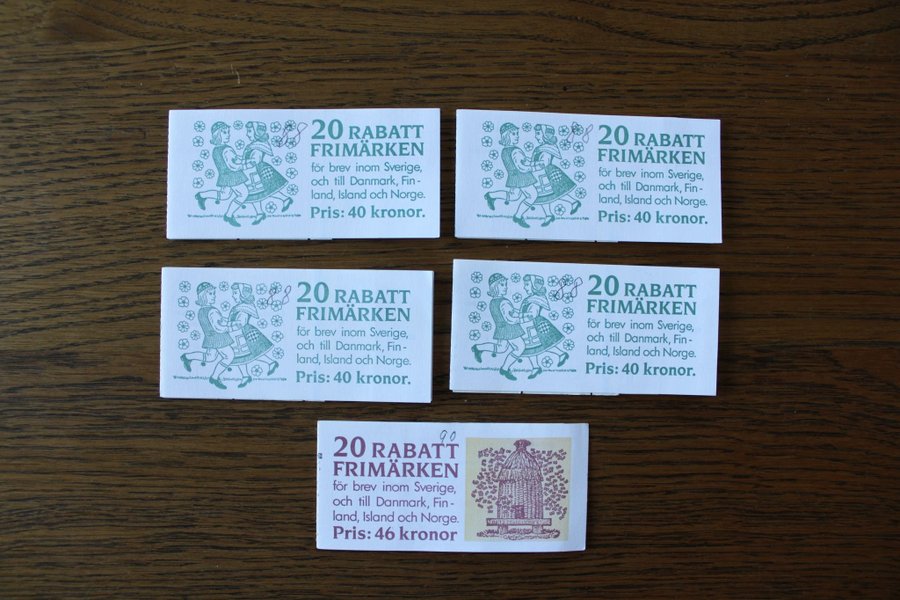 88
20 RABATT
FRIMÄRKEN
för brev inom Sverige,
och till Danmark, Fin-
land, Island och Norge.
Pris: 40 kronor.
88
20 RABATT
FRIMÄRKEN
för brev inom Sverige,
och till Danmark, Fin-
land, Island och Norge.
Pris: 40 kronor.
88
20 RABATT
FRIMÄRKEN
för brev inom Sverige,
och till Danmark, Fin-
land, Island och Norge.
Pris: 40 kronor.
88
20 RABATT
FRIMÄRKEN
för brev inom Sverige,
och till Danmark, Fin-
land, Island och Norge.
Pris: 40 kronor.
90
20 RABATT
FRIMÄRKEN
för brev inom Sverige,
och till Danmark, Fin-
land, Island och Norge.
Pris: 46 kronor